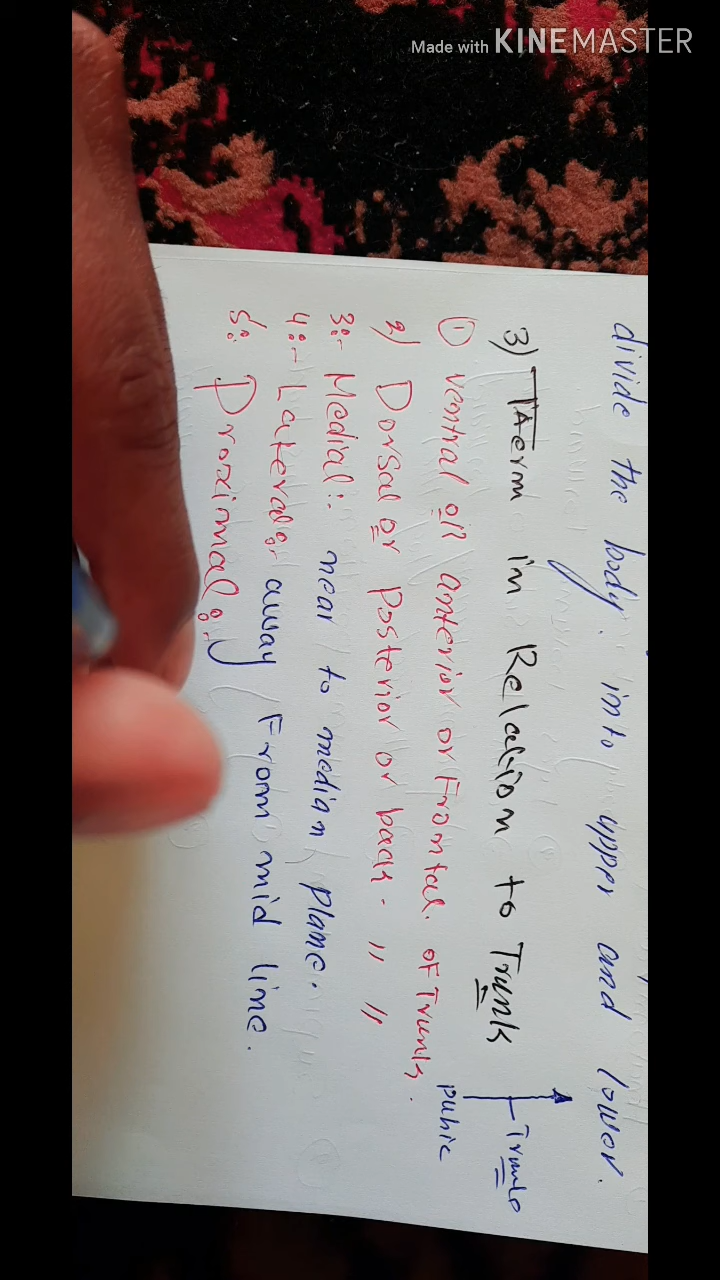 Made with KINEMASTER
divide the body. into upper and lower.
3) TAerm in Relation to Trunk
Trunk
pubic
1) ventral or anterior or Frontal. of Trunk.
2) Dorsal or Posterior or back. " "
3:- Medial:. near to median plane.
4:- Lateral:- away From mid line.
5:- Proximal:-